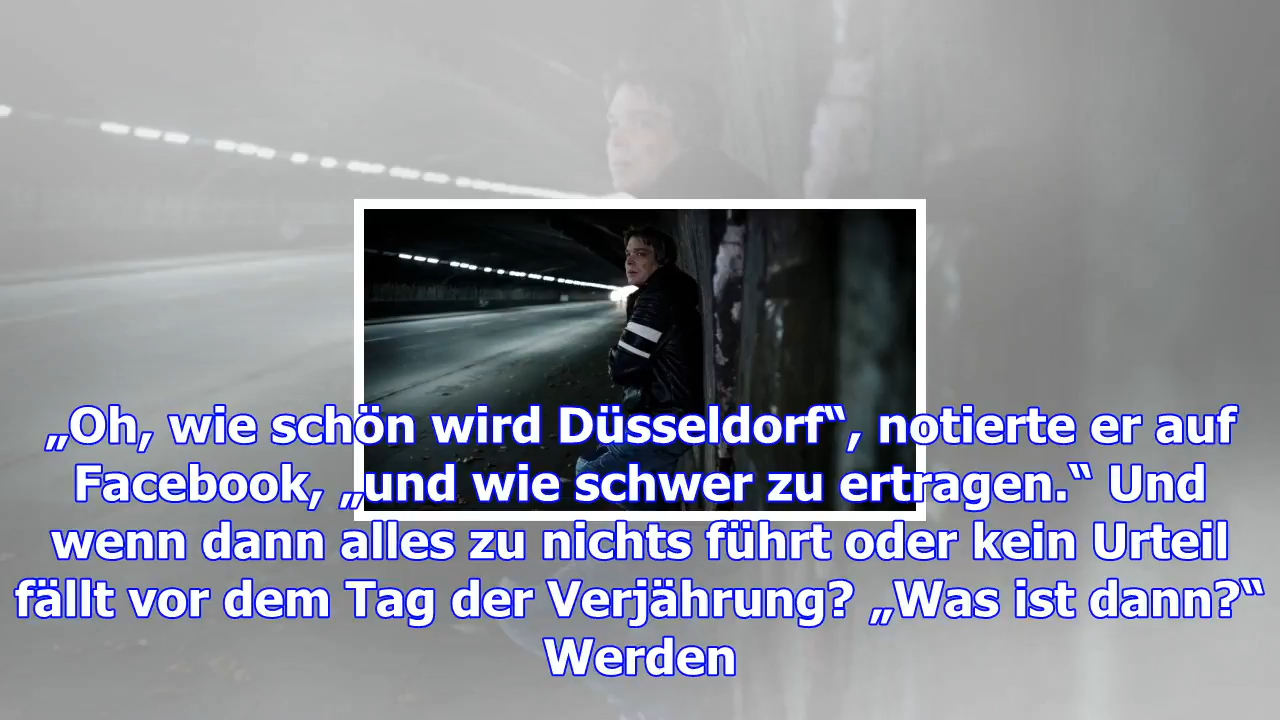 „Oh, wie schön wird Düsseldorf“, notierte er auf
Facebook, „und wie schwer zu ertragen.“ Und
wenn dann alles zu nichts führt oder kein Urteil
fällt vor dem Tag der Verjährung? „Was ist dann?“
Werden